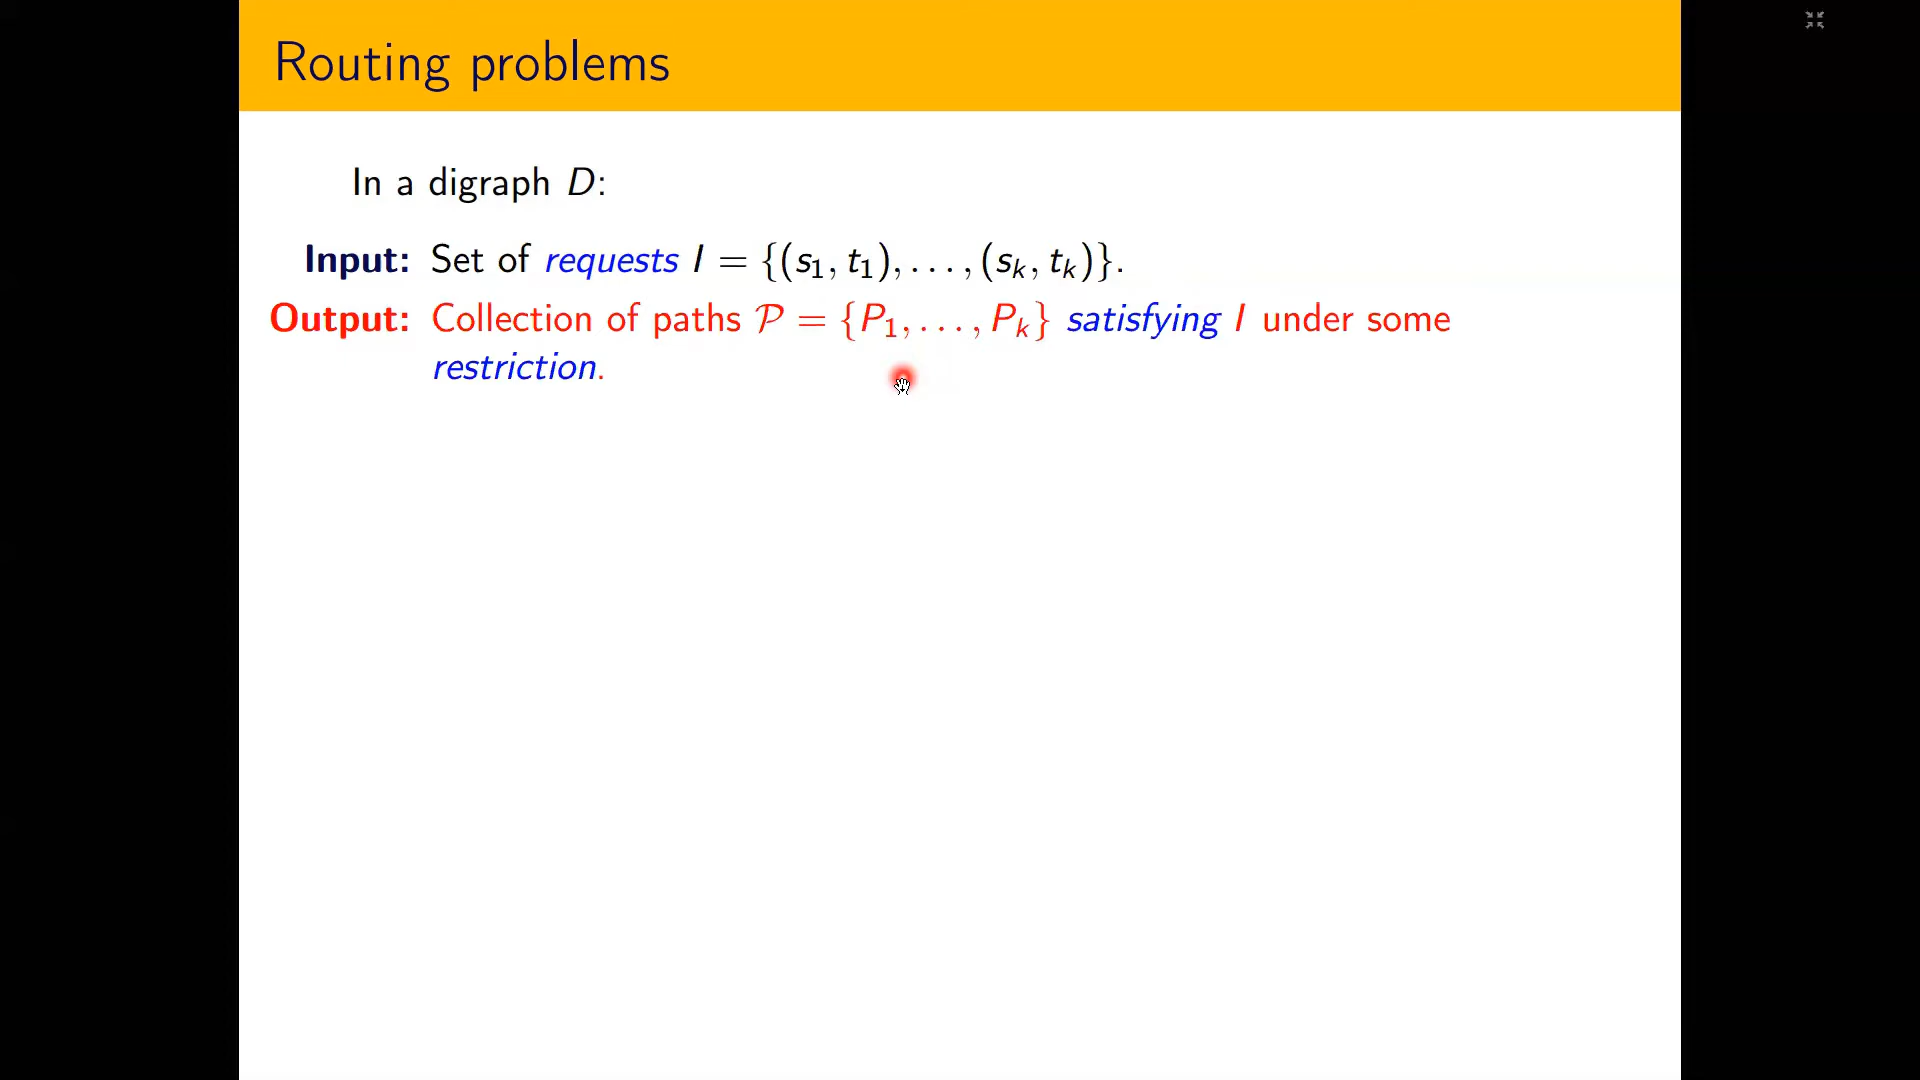 Routing problems
In a digraph D:
Input: Set of requests I = {(s₁, t₁), . . . , (sₖ, tₖ)}.
Output: Collection of paths 𝒫 = {P₁, . . . , Pₖ} satisfying I under some
restriction.